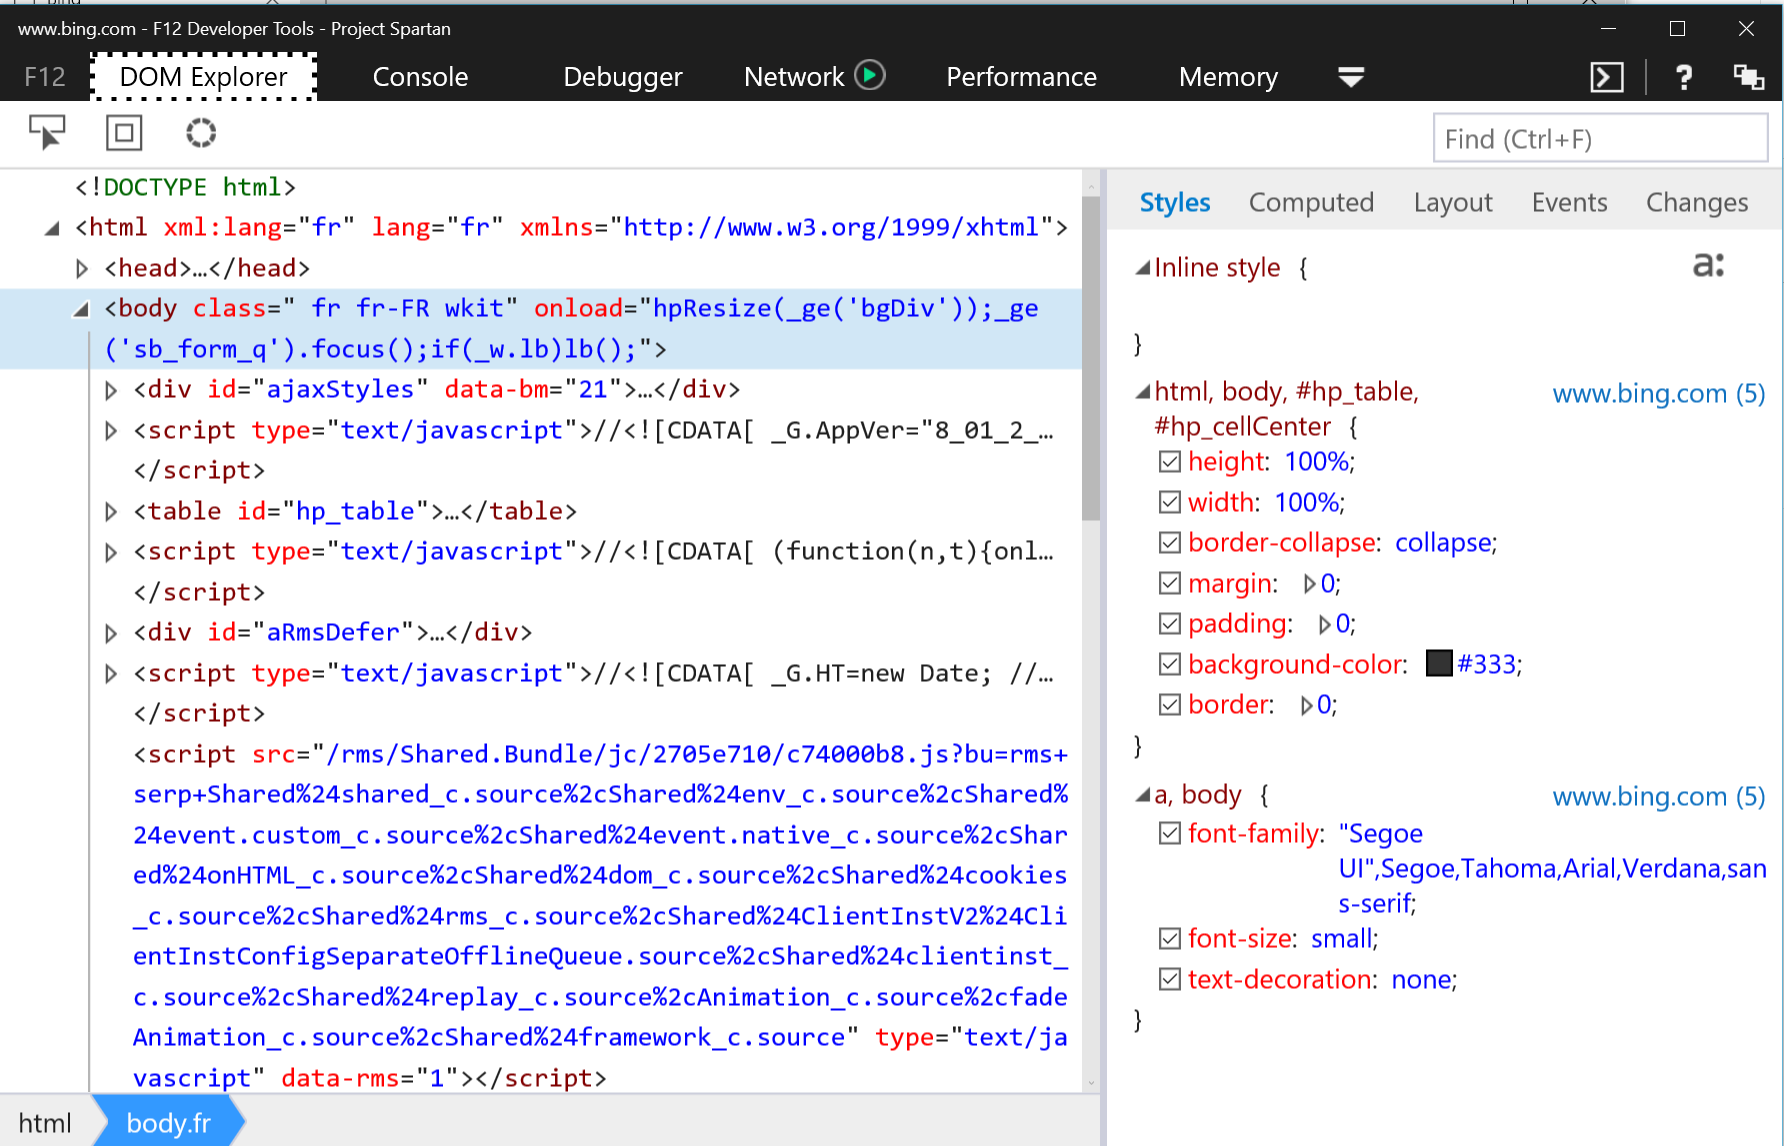 www.bing.com - F12 Developer Tools - Project Spartan
F12 DOM Explorer Console Debugger Network Performance Memory ?
Find (Ctrl+F)
<!DOCTYPE html>
<html xml:lang="fr" lang="fr" xmlns="http://www.w3.org/1999/xhtml">
<head>…</head>
<body class=" fr fr-FR wkit" onload="hpResize(_ge('bgDiv'));_ge
('sb_form_q').focus();if(_w.lb)lb();">
<div id="ajaxStyles" data-bm="21">…</div>
<script type="text/javascript">//<![CDATA[ _G.AppVer="8_01_2_…
</script>
<table id="hp_table">…</table>
<script type="text/javascript">//<![CDATA[ (function(n,t){onl…
</script>
<div id="aRmsDefer">…</div>
<script type="text/javascript">//<![CDATA[ _G.HT=new Date; //…
</script>
<script src="/rms/Shared.Bundle/jc/2705e710/c74000b8.js?bu=rms+
serp+Shared%24shared_c.source%2cShared%24env_c.source%2cShared%
24event.custom_c.source%2cShared%24event.native_c.source%2cShar
ed%24onHTML_c.source%2cShared%24dom_c.source%2cShared%24cookies
_c.source%2cShared%24rms_c.source%2cShared%24ClientInstV2%24Cli
entInstConfigSeparateOfflineQueue.source%2cShared%24clientinst_
c.source%2cShared%24replay_c.source%2cAnimation_c.source%2cfade
Animation_c.source%2cShared%24framework_c.source" type="text/ja
vascript" data-rms="1"></script>
html body.fr
Styles Computed Layout Events Changes
Inline style {
a:
}
html, body, #hp_table, www.bing.com (5)
#hp_cellCenter {
height: 100%;
width: 100%;
border-collapse: collapse;
margin: 0;
padding: 0;
background-color: #333;
border: 0;
}
a, body { www.bing.com (5)
font-family: "Segoe
UI",Segoe,Tahoma,Arial,Verdana,san
s-serif;
font-size: small;
text-decoration: none;
}